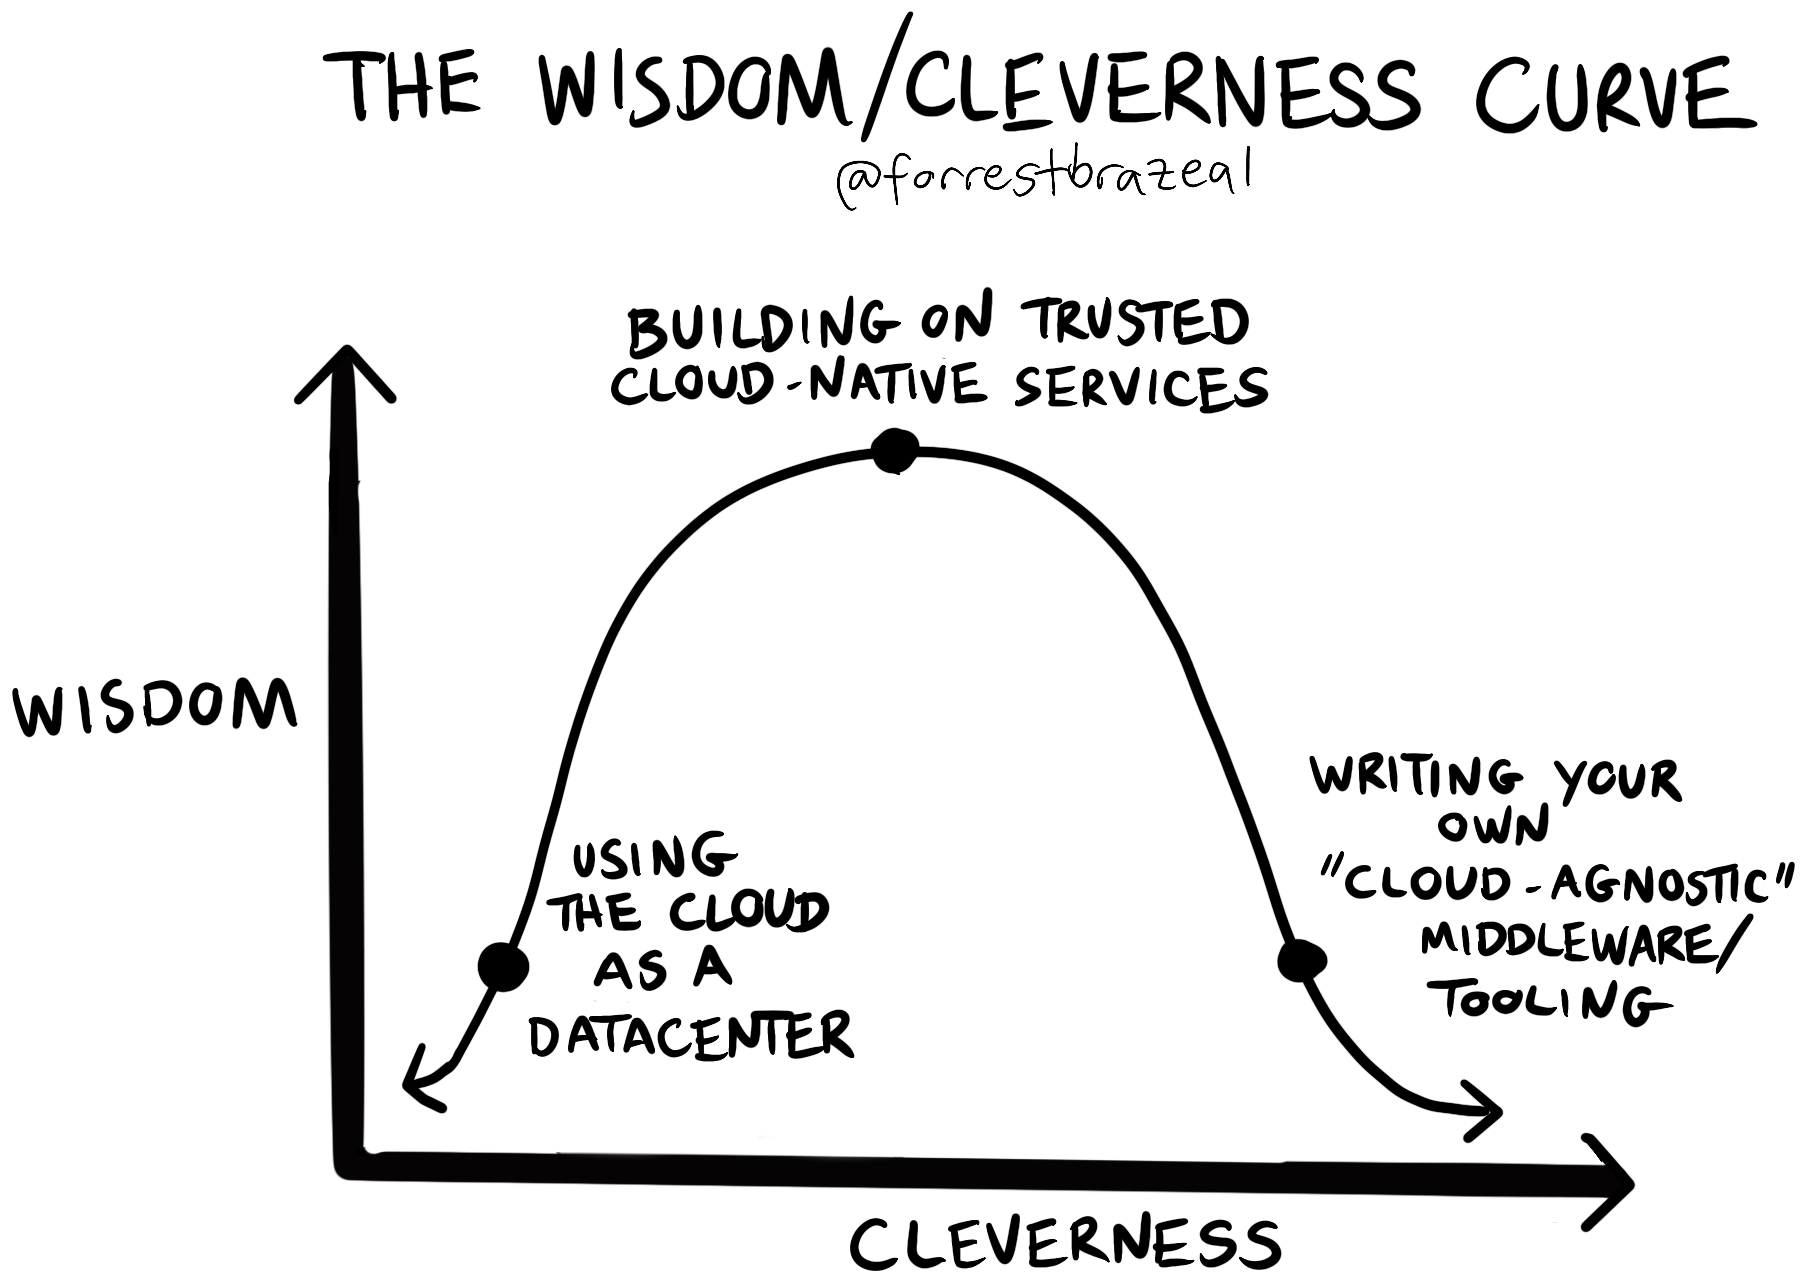 THE WISDOM/CLEVERNESS CURVE
@forrestbrazeal
BUILDING ON TRUSTED
CLOUD-NATIVE SERVICES
WISDOM
USING
THE CLOUD
AS A
DATACENTER
WRITING YOUR
OWN
"CLOUD-AGNOSTIC"
MIDDLEWARE/
TOOLING
CLEVERNESS